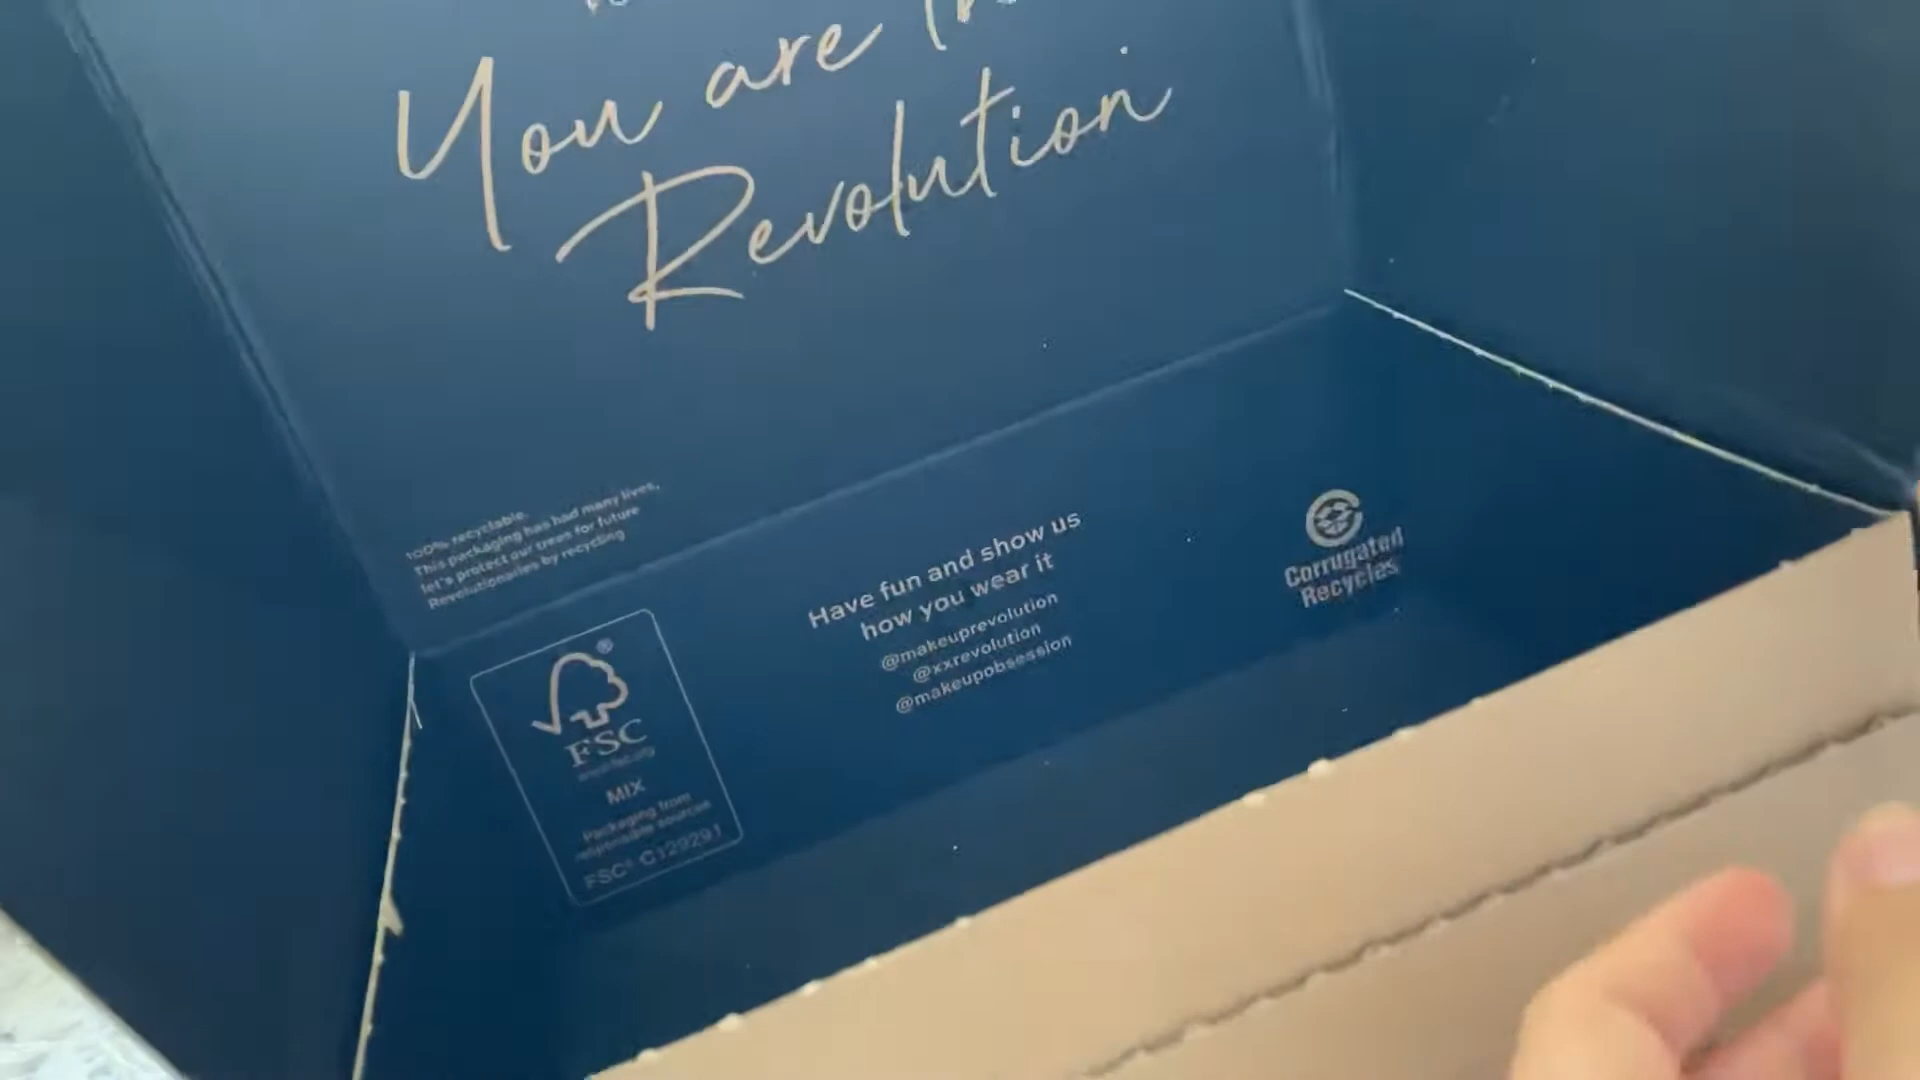 You are
Revolution
100% recyclable.
This packaging has had many lives,
let's protect our trees for future
Revolutionaries by recycling
Have fun and show us
how you wear it
@makeuprevolution
@xxrevolution
@makeupobsession
Corrugated
Recycles
®
FSC
MIX
Packaging from
responsible sources
FSC® C129291